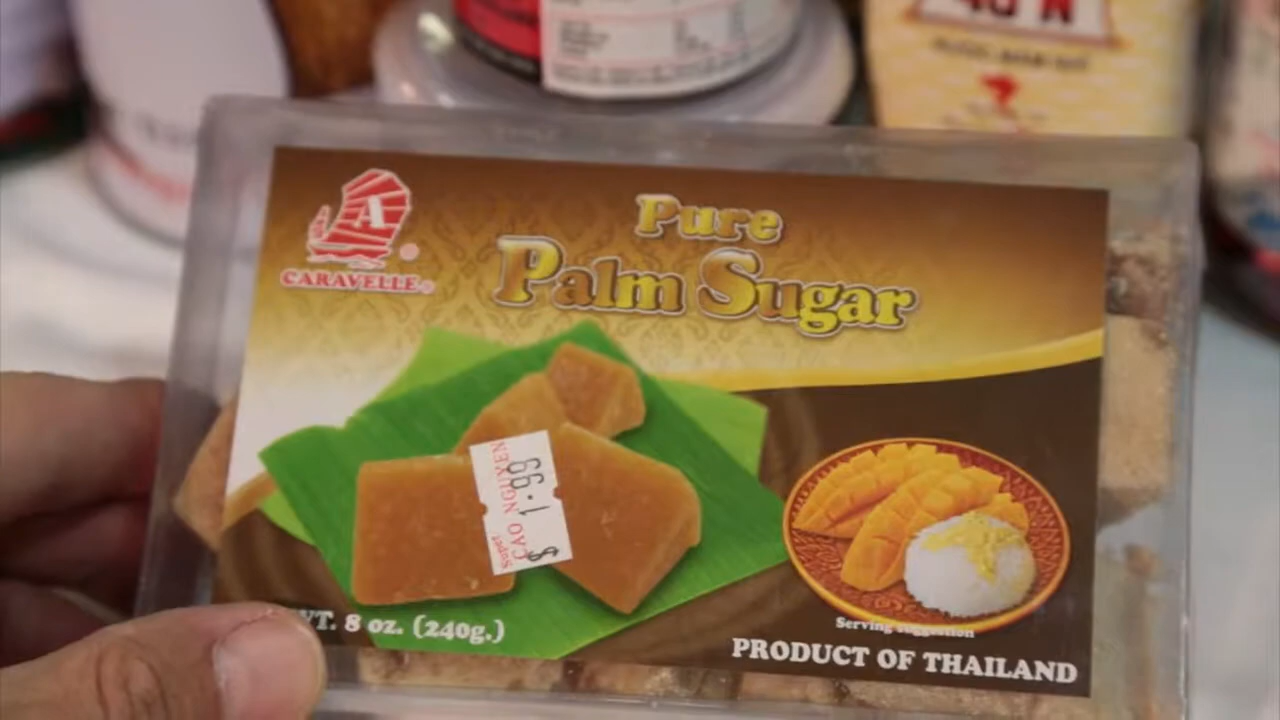 A
CARAVELLE®
Pure
Palm Sugar
Super
CAO NGUYEN
$ 1.99
WT. 8 oz. (240g.)
Serving suggestion
PRODUCT OF THAILAND